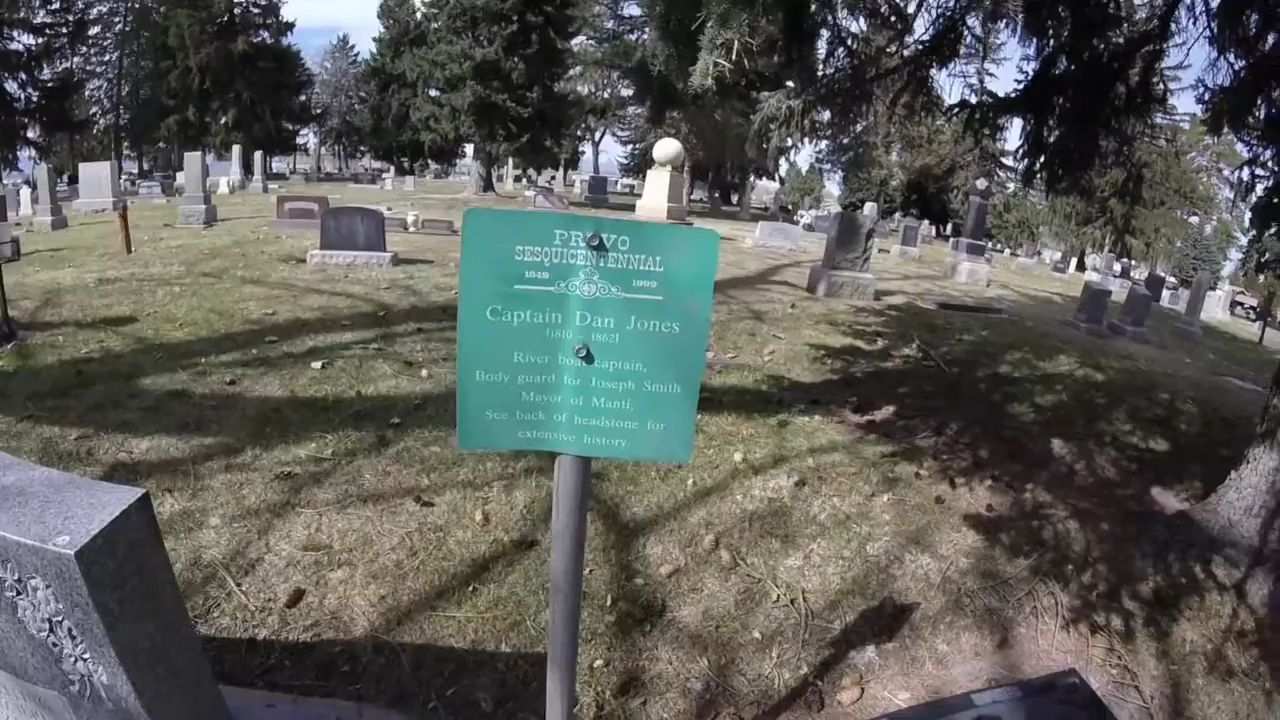 PROVO
SESQUICENTENNIAL
1849 1999
Captain Dan Jones
[1810 - 1862]
River boat captain,
Body guard for Joseph Smith
Mayor of Manti,
See back of headstone for
extensive history.